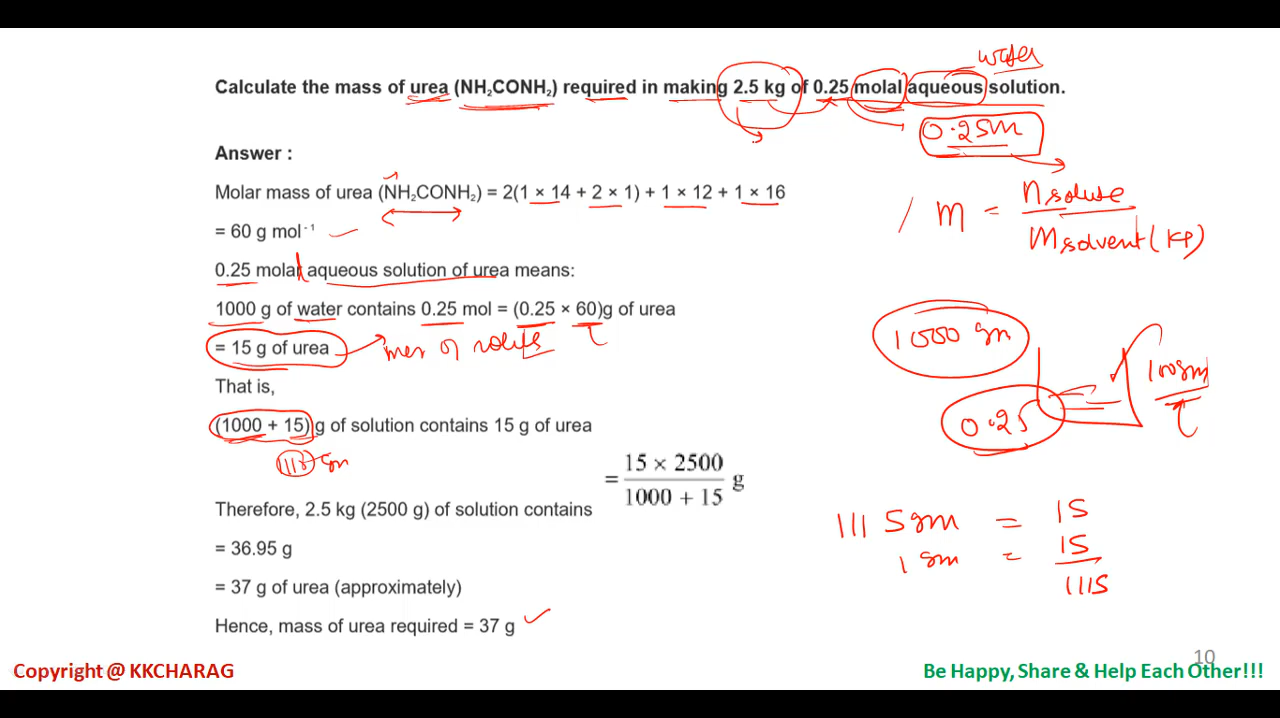 water
Calculate the mass of urea (NH₂CONH₂) required in making 2.5 kg of 0.25 molal aqueous solution.
0.25m
Answer :
Molar mass of urea (NH₂CONH₂) = 2(1 × 14 + 2 × 1) + 1 × 12 + 1 × 16
= 60 g mol⁻¹
m = nsolute / Msolvent (kg)
0.25 molal aqueous solution of urea means:
1000 g of water contains 0.25 mol = (0.25 × 60)g of urea
= 15 g of urea
1000 gm
That is,
(1000 + 15) g of solution contains 15 g of urea
0.25
1115 gm
= 15 × 2500 / 1000 + 15 g
Therefore, 2.5 kg (2500 g) of solution contains
1115gm = 15
= 36.95 g
1 gm = 15 / 1115
= 37 g of urea (approximately)
Hence, mass of urea required = 37 g
10
Copyright @ KKCHARAG
Be Happy, Share & Help Each Other!!!